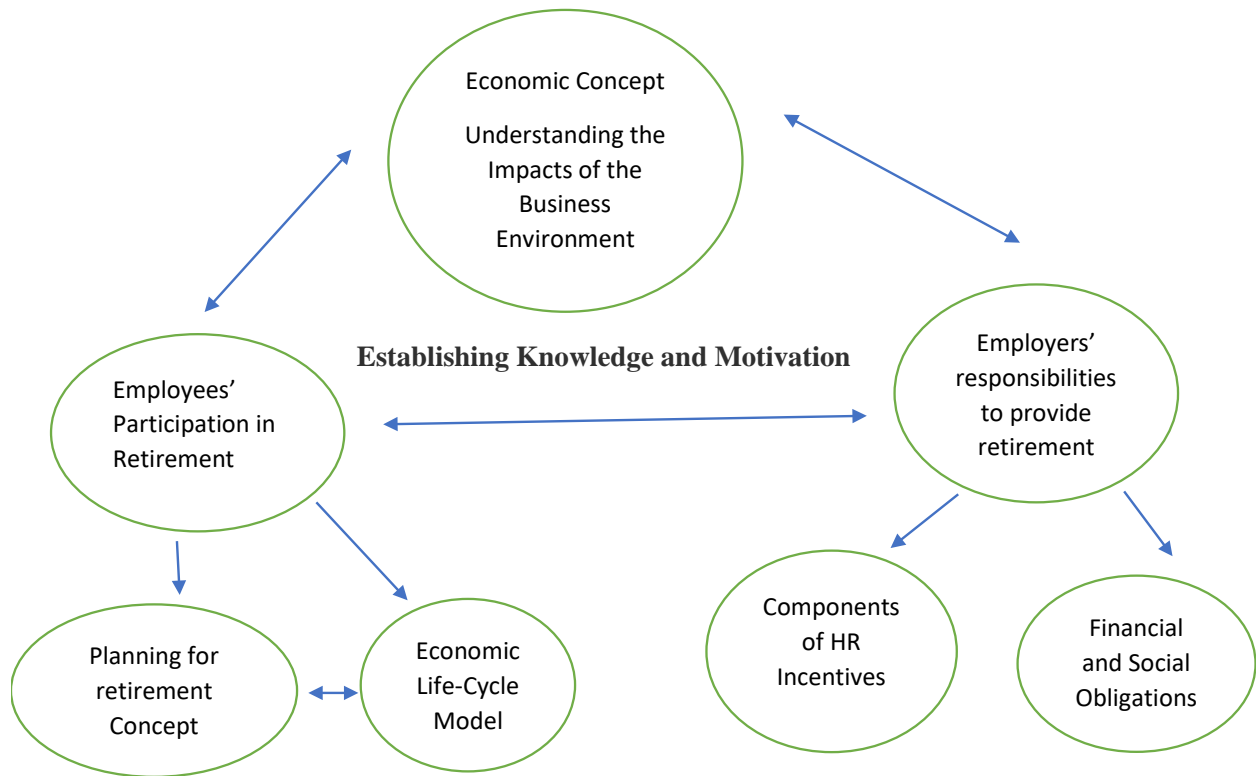 Economic Concept
Understanding the
Impacts of the
Business
Environment
Establishing Knowledge and Motivation
Employees’
Participation in
Retirement
Employers’
responsibilities
to provide
retirement
Planning for
retirement
Concept
Economic
Life-Cycle
Model
Components
of HR
Incentives
Financial
and Social
Obligations